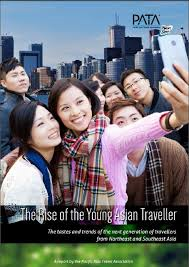 PATA
The Rise of the Young Asian Traveller
The tastes and trends of the next generation of travellers
from Northeast and Southeast Asia
A report by the Pacific Asia Travel Association